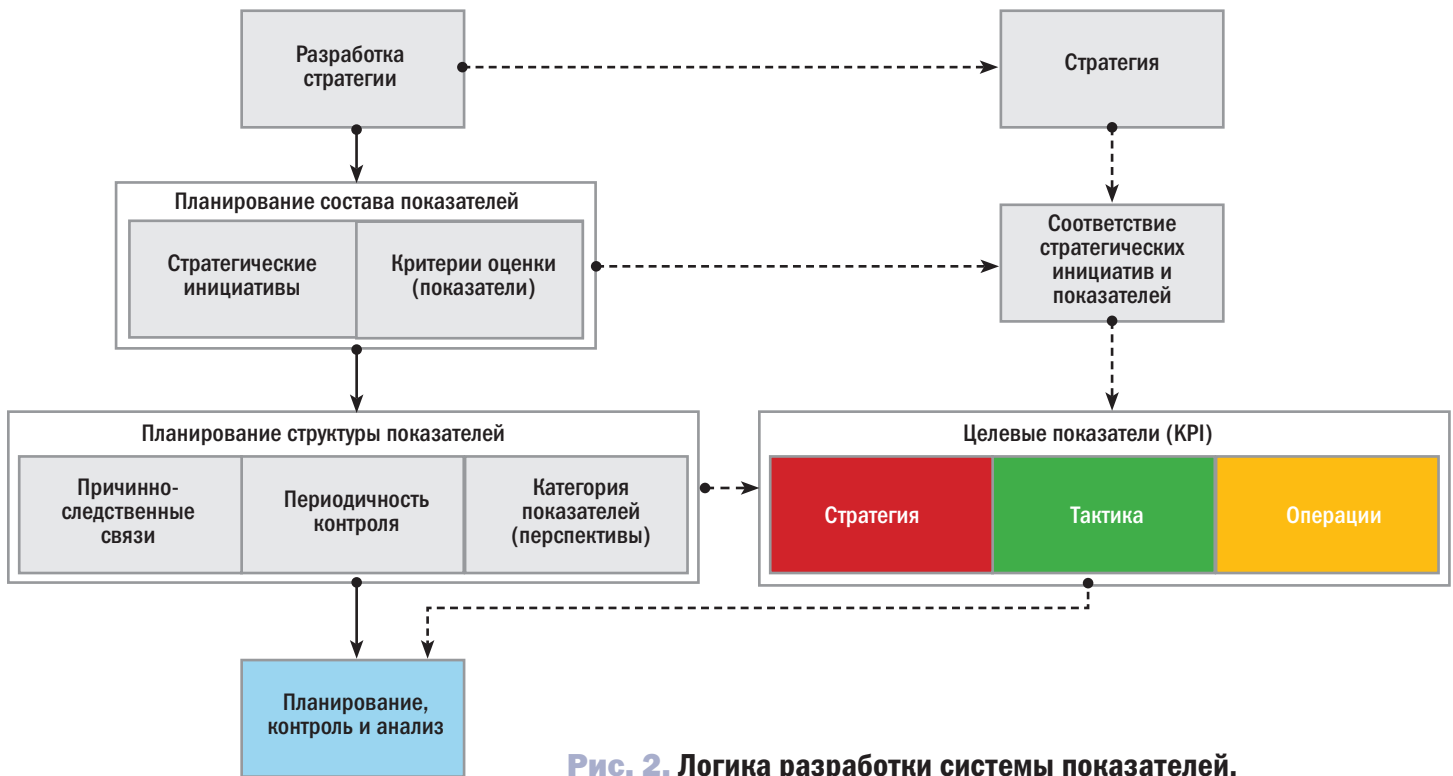 Разработка
стратегии
Стратегия
Планирование состава показателей
Стратегические
инициативы
Критерии оценки
(показатели)
Соответствие
стратегических
инициатив и
показателей
Планирование структуры показателей
Причинно-
следственные
связи
Периодичность
контроля
Категория
показателей
(перспективы)
Целевые показатели (KPI)
Стратегия
Тактика
Операции
Планирование,
контроль и анализ
Рис. 2. Логика разработки системы показателей.